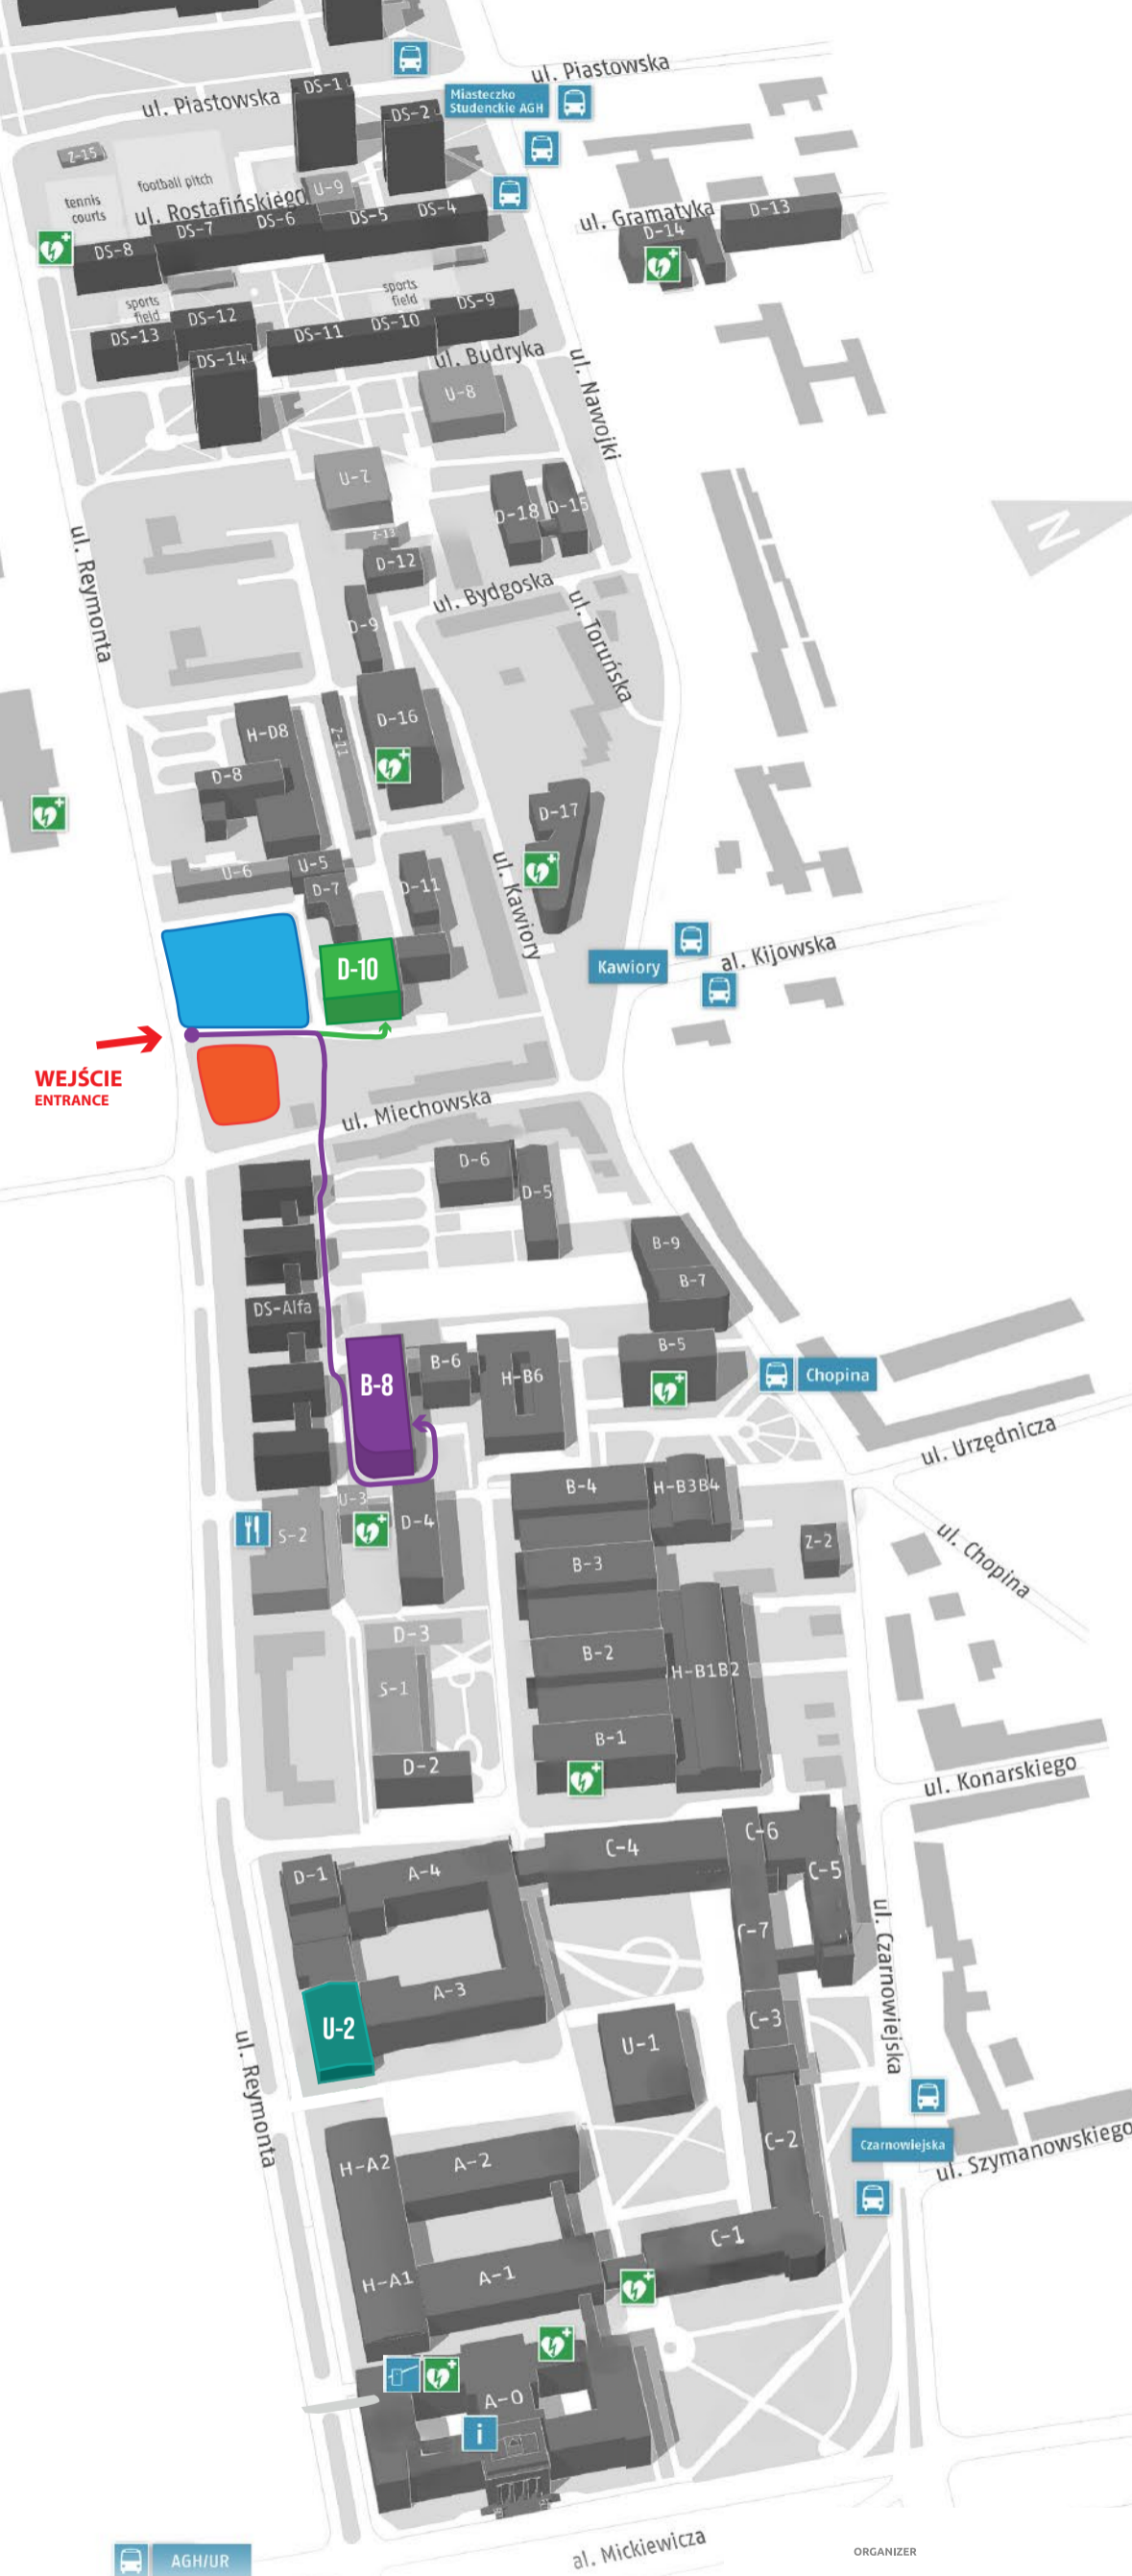 ul. Piastowska
ul. Piastowska
DS-1
Miasteczko
Studenckie AGH
DS-2
Z-15
football pitch
tennis
courts
U-9
ul. Rostafińskiego
DS-8
DS-7
DS-6
DS-5
DS-4
ul. Gramatyka
D-14
D-13
sports
field
sports
field
DS-13
DS-12
DS-11
DS-10
DS-9
DS-14
ul. Budryka
U-8
ul. Nawojki
U-7
D-18
D-15
N
Z-13
D-12
ul. Reymonta
ul. Bydgoska
D-9
ul. Toruńska
H-D8
Z-11
D-16
D-8
D-17
U-6
U-5
D-7
D-11
ul. Kawiory
D-10
Kawiory
al. Kijowska
WEJŚCIE
ENTRANCE
ul. Miechowska
D-6
D-5
B-9
B-7
DS-Alfa
B-8
B-6
H-B6
B-5
Chopina
ul. Urzędnicza
B-4
H-B3B4
U-3
S-2
D-4
Z-2
ul. Chopina
B-3
D-3
B-2
H-B1B2
S-1
B-1
D-2
ul. Konarskiego
C-6
C-4
D-1
A-4
C-5
C-7
ul. Czarnowiejska
A-3
C-3
U-2
U-1
ul. Reymonta
Czarnowiejska
ul. Szymanowskiego
H-A2
A-2
C-2
C-1
H-A1
A-1
A-0
i
al. Mickiewicza
ORGANIZER
AGH/UR